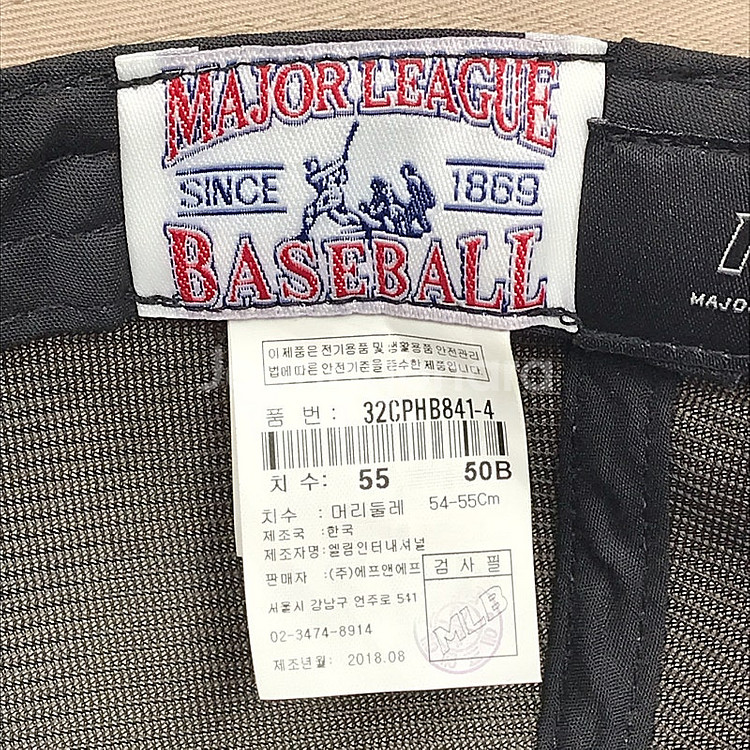 MAJOR LEAGUE
SINCE 1869
BASEBALL
MAJO
이 제품은 전기용품 및 생활용품 안전관리
법에 따른 안전기준을 준수한 제품입니다.
품 번 : 32CPHB841-4
치 수: 55 50B
치수 : 머리둘레 54-55Cm
제조국 :한국
제조자명:엘림인터내셔널
판매자 :(주)에프앤에프
검 사 필
서울시 강남구 언주로 541
02-3474-8914
MLB
제조년월: 2018.08